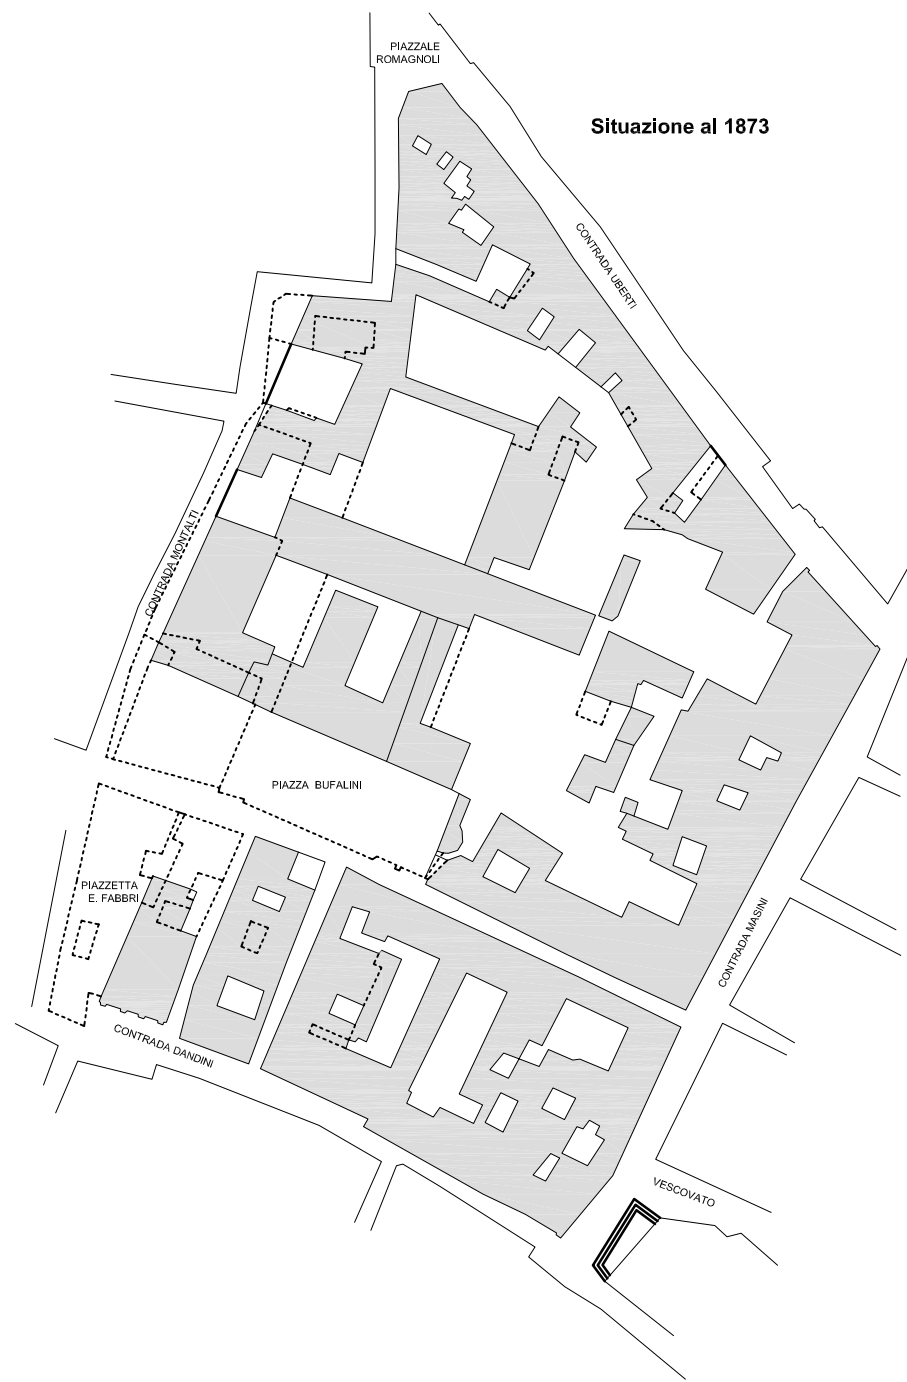 PIAZZALE
ROMAGNOLI
Situazione al 1873
CONTRADA UBERTI
CONTRADA MONTALTI
PIAZZA BUFALINI
PIAZZETTA
E. FABBRI
CONTRADA MASINI
CONTRADA DANDINI
VESCOVATO